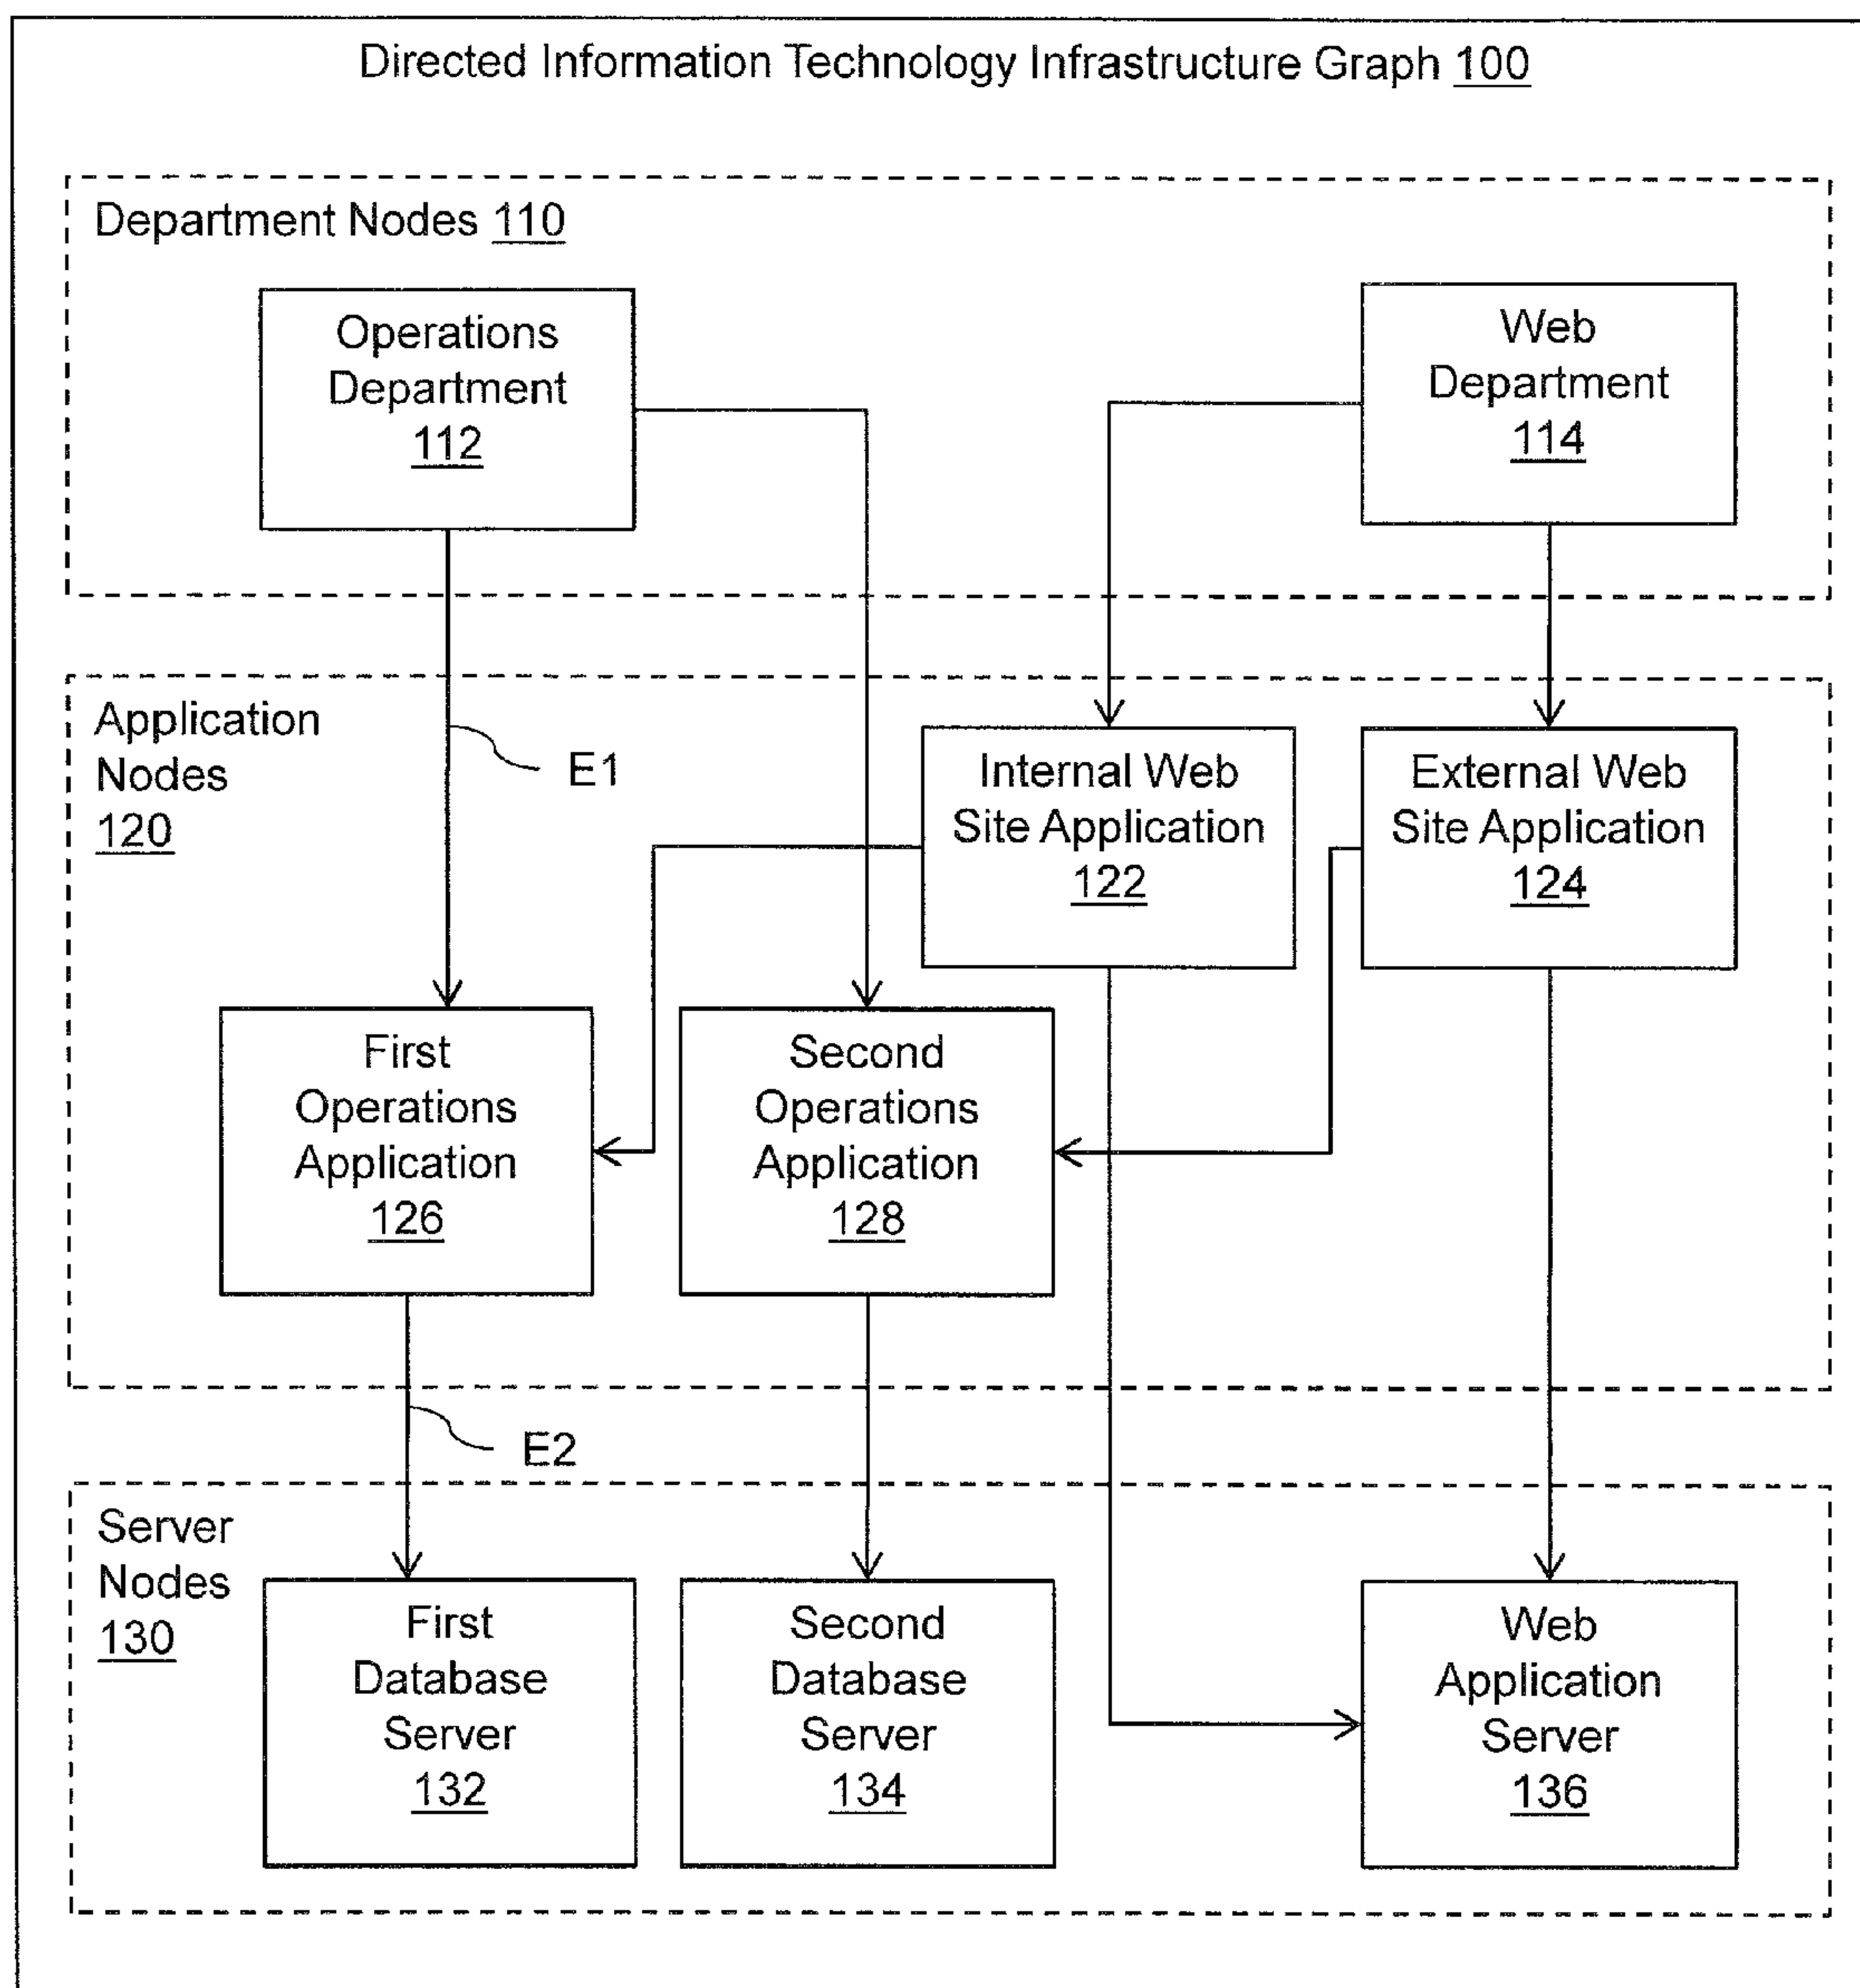 Directed Information Technology Infrastructure Graph 100
Department Nodes 110
Operations
Department
112
Web
Department
114
Application
Nodes
120
E1
Internal Web
Site Application
122
External Web
Site Application
124
First
Operations
Application
126
Second
Operations
Application
128
E2
Server
Nodes
130
First
Database
Server
132
Second
Database
Server
134
Web
Application
Server
136